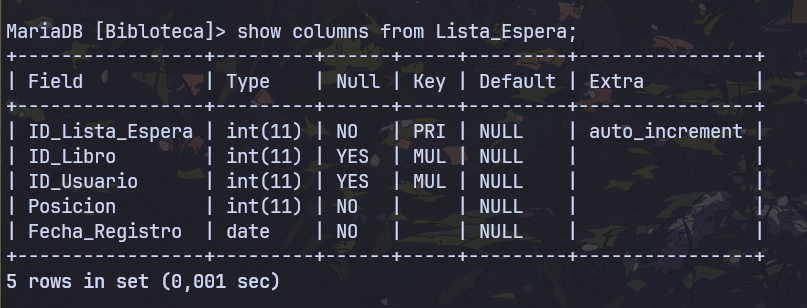 MariaDB [Bibloteca]> show columns from Lista_Espera;
+-----------------+---------+------+-----+---------+----------------+
| Field           | Type    | Null | Key | Default | Extra          |
+-----------------+---------+------+-----+---------+----------------+
| ID_Lista_Espera | int(11) | NO   | PRI | NULL    | auto_increment |
| ID_Libro        | int(11) | YES  | MUL | NULL    |                |
| ID_Usuario      | int(11) | YES  | MUL | NULL    |                |
| Posicion        | int(11) | NO   |     | NULL    |                |
| Fecha_Registro  | date    | NO   |     | NULL    |                |
+-----------------+---------+------+-----+---------+----------------+
5 rows in set (0,001 sec)